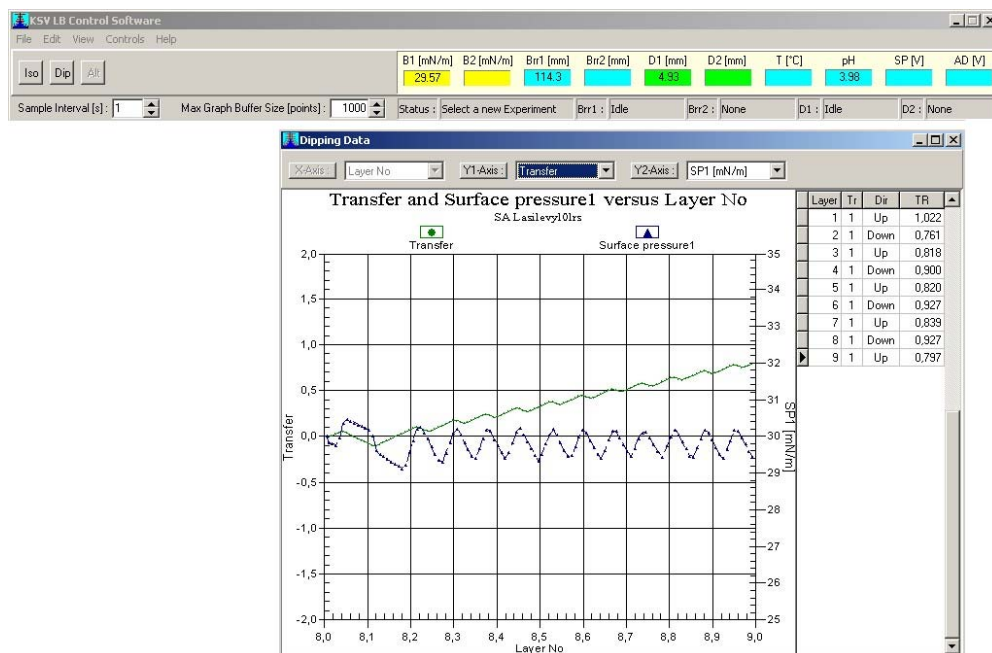 KSV LB Control Software
File Edit View Controls Help
Iso Dip Alt
B1 [mN/m] B2 [mN/m] Brr1 [mm] Brr2 [mm] D1 [mm] D2 [mm] T [°C] pH SP [V] AD [V]
29.57 114.3 4.93 3.98
Sample Interval [s] : 1 Max Graph Buffer Size [points] : 1000 Status : Select a new Experiment Brr1 : Idle Brr2 : None D1 : Idle D2 : None
Dipping Data
X-Axis : Layer No Y1-Axis : Transfer Y2-Axis : SP1 [mN/m]
Transfer and Surface pressure1 versus Layer No
SA Lasilevy10lrs
Transfer Surface pressure1
2,0
1,5
1,0
0,5
0,0
-0,5
-1,0
-1,5
-2,0
Transfer
35
34
33
32
31
30
29
28
27
26
25
SP1 [mN/m]
8,0 8,1 8,2 8,3 8,4 8,5 8,6 8,7 8,8 8,9 9,0
Layer No
Layer Tr Dir TR
1 1 Up 1,022
2 1 Down 0,761
3 1 Up 0,818
4 1 Down 0,900
5 1 Up 0,820
6 1 Down 0,927
7 1 Up 0,839
8 1 Down 0,927
9 1 Up 0,797